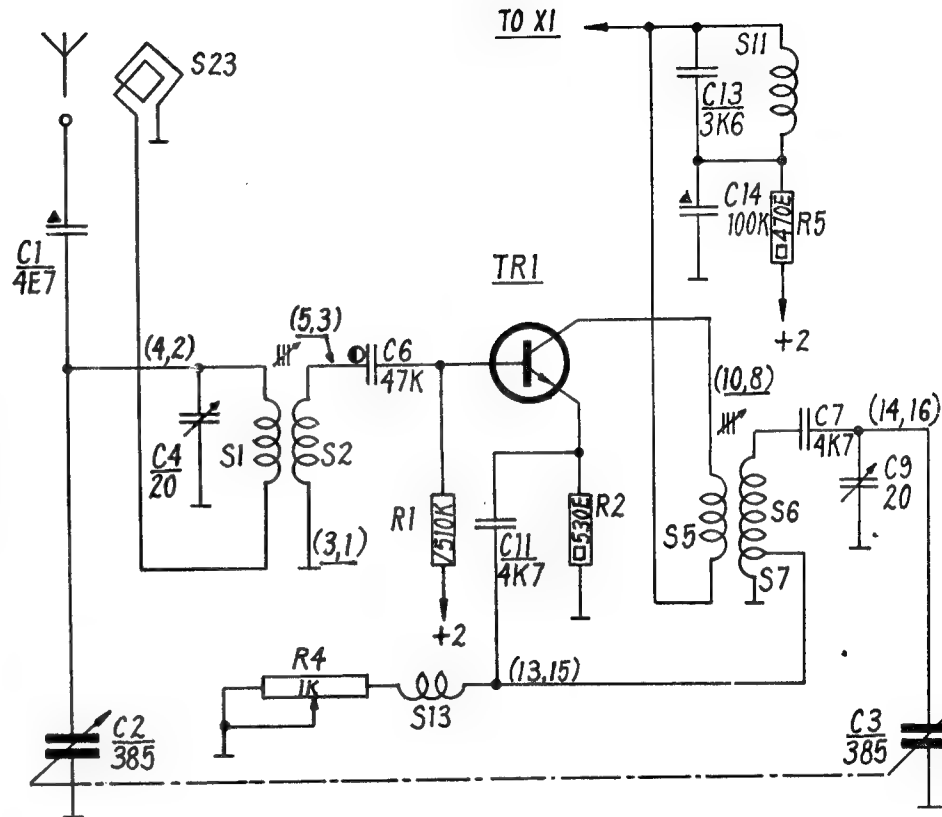 TO X1
S23
S11
C13
3K6
C14
100K
470E
R5
+2
C1
4E7
TR1
(5,3)
(4,2)
C6
47K
(10,8)
C7
4K7
(14,16)
C4
20
S1
S2
C9
20
R1
510K
R2
530E
S5
S6
S7
(3,1)
C11
4K7
+2
R4
1K
S13
(13,15)
C2
385
C3
385